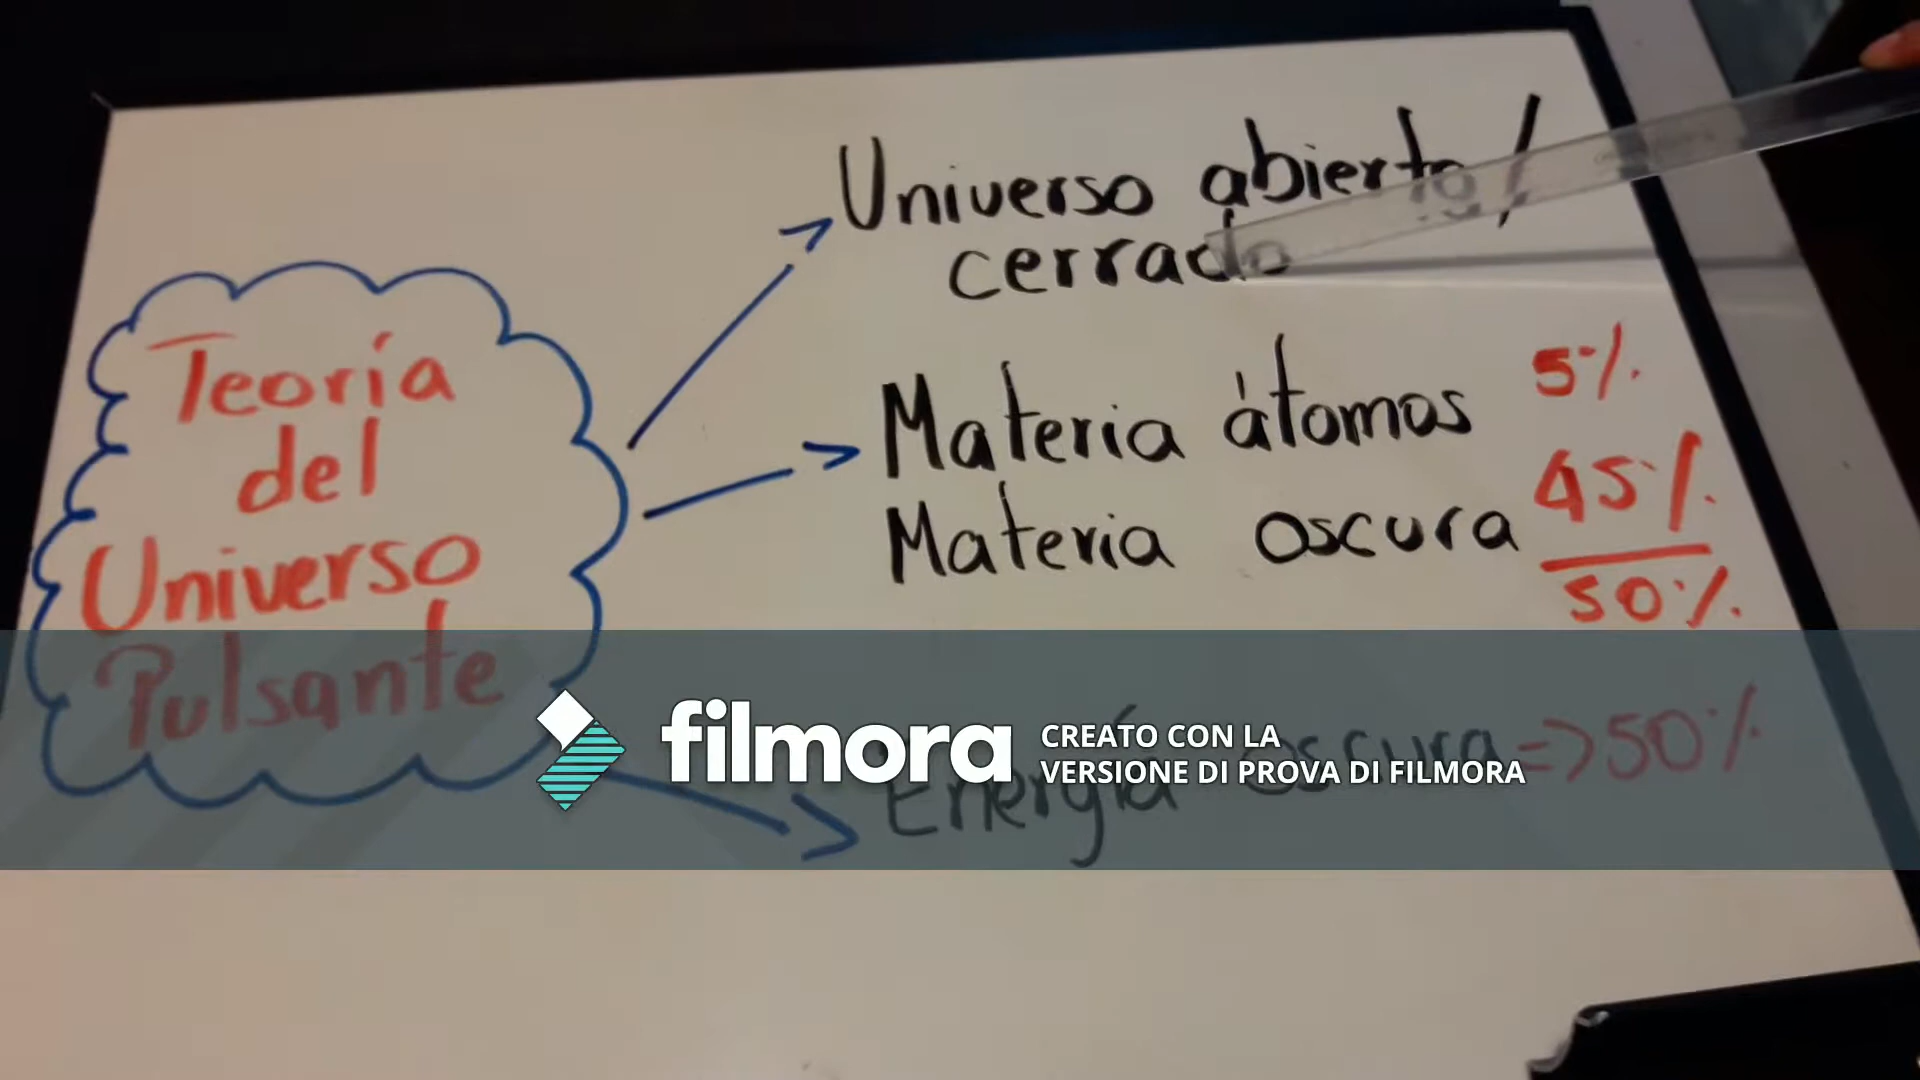 Universo abierto /
cerrado
Teoría
del
Universo
Pulsante
Materia átomos 5%
Materia oscura 45%
50%
Energía oscura => 50%
filmora
CREATO CON LA
VERSIONE DI PROVA DI FILMORA